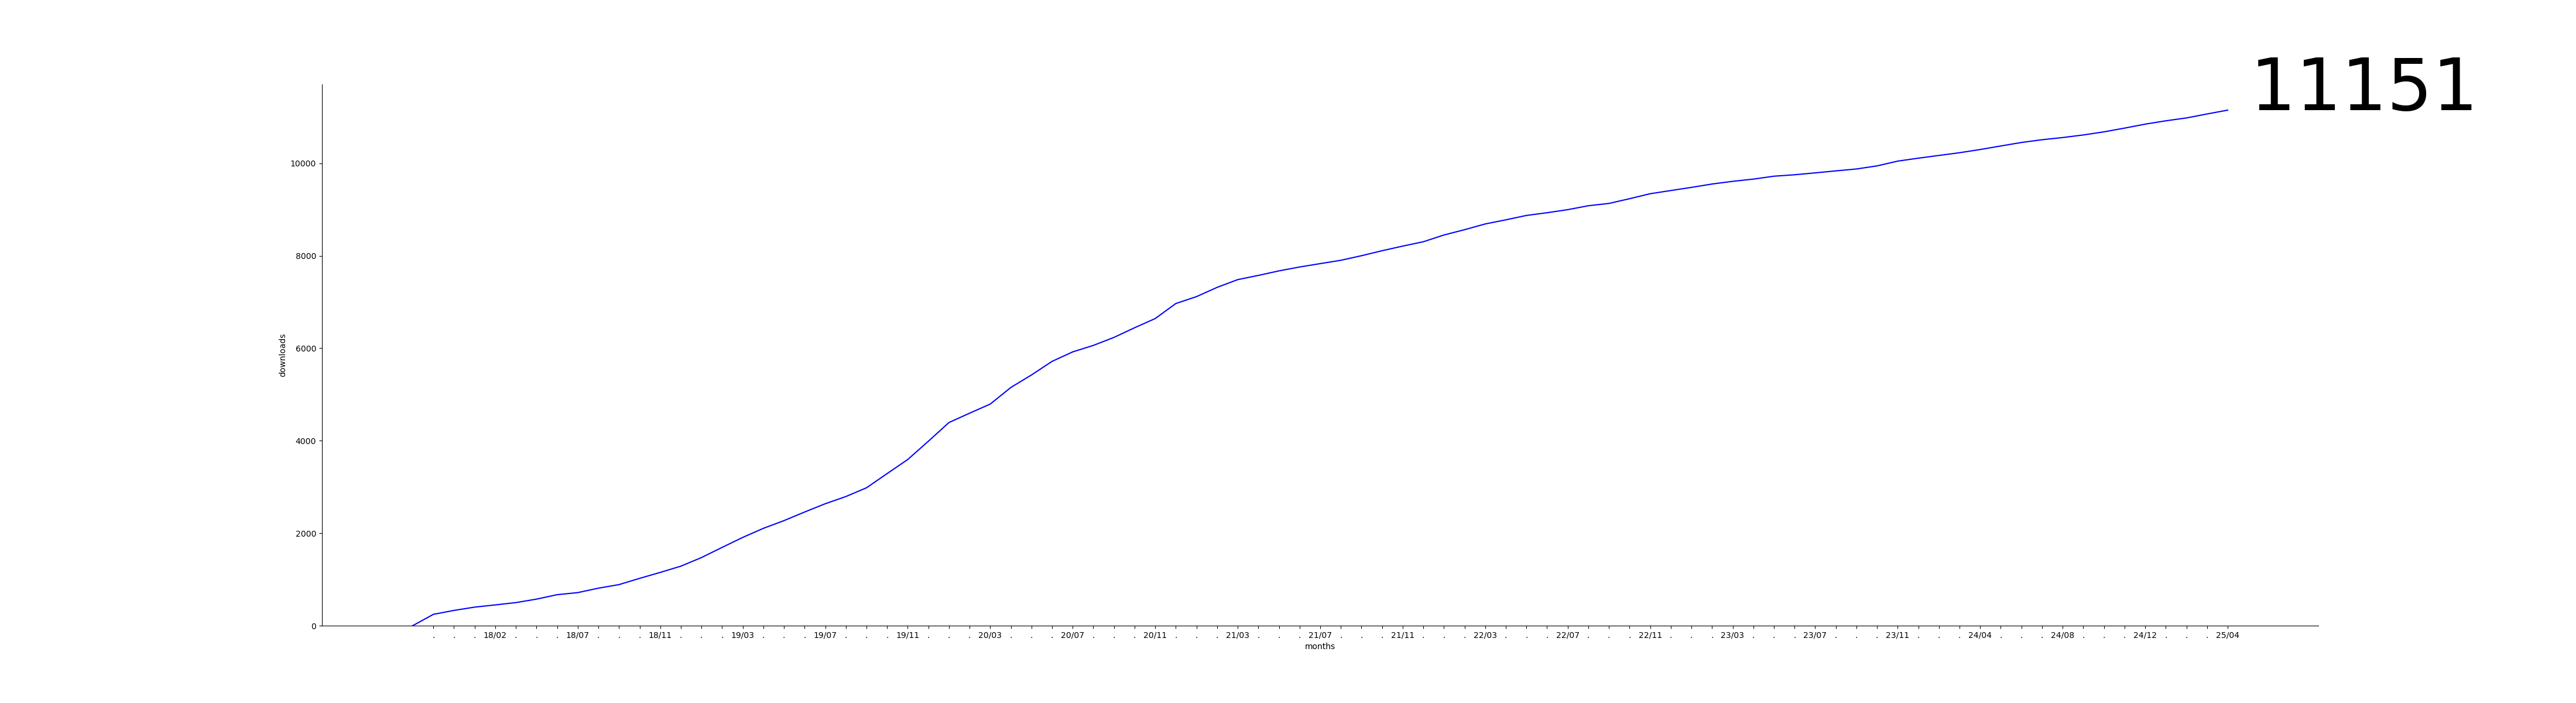 11151
10000
8000
6000
4000
2000
0
downloads
. . . 18/02 . . . 18/07 . . . 18/11 . . . 19/03 . . . 19/07 . . . 19/11 . . . 20/03 . . . 20/07 . . . 20/11 . . . 21/03 . . . 21/07 . . . 21/11 . . . 22/03 . . . 22/07 . . . 22/11 . . . 23/03 . . . 23/07 . . . 23/11 . . . 24/04 . . . 24/08 . . . 24/12 . . . 25/04
months